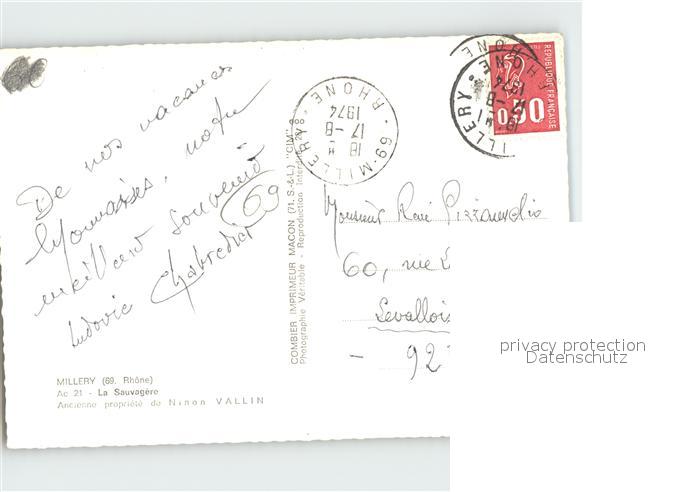 De nos vacances
lyonnaises, notre
meilleur souvenir
Ludovic Chabredier
69
MILLERY (69. Rhône)
Ac 21 - La Sauvagère
Ancienne propriété de Ninon VALLIN
COMBIER IMPRIMEUR MACON (71. S.-&-L.) "CIM"
Photographie Véritable - Reproduction Interdite
69 - MILLERY
18 H
17 - 8
1974
RHONE
REPUBLIQUE FRANÇAISE
0,50
ILLERY
RHONE
Monsieur René
60, rue
Levallois
- 92
privacy protection
Datenschutz